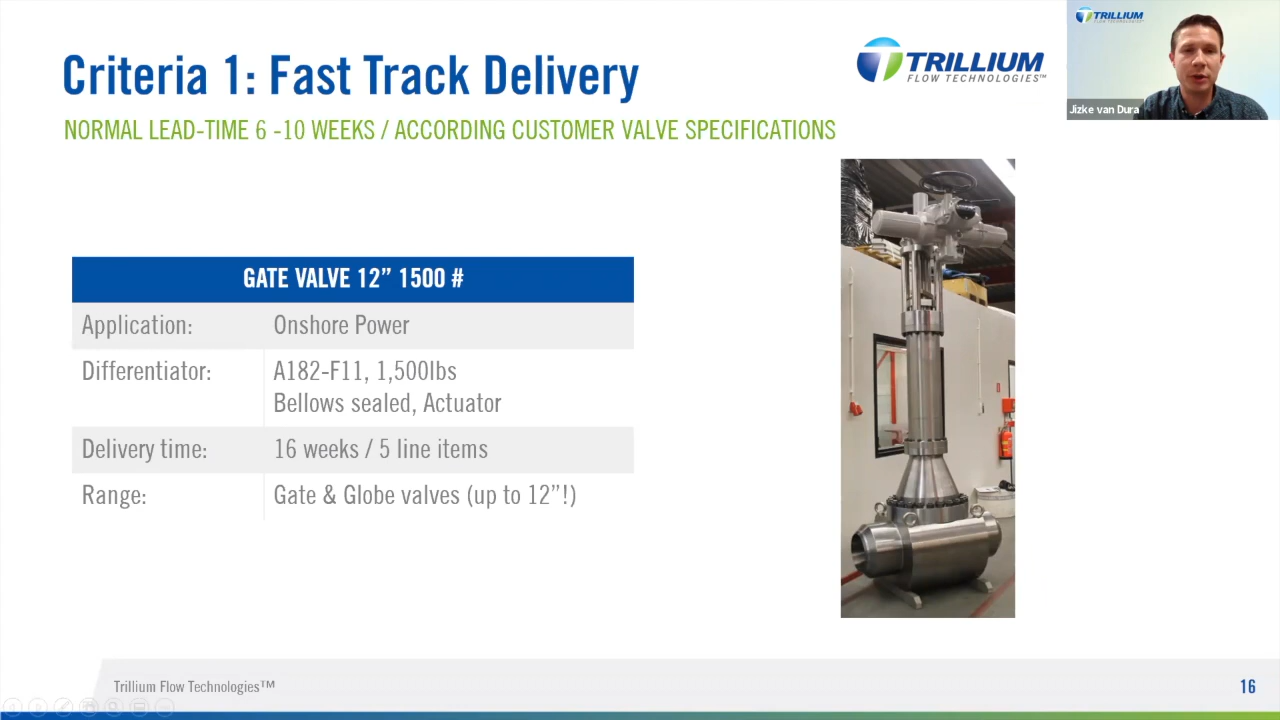 Criteria 1: Fast Track Delivery
NORMAL LEAD-TIME 6 -10 WEEKS / ACCORDING CUSTOMER VALVE SPECIFICATIONS
TRILLIUM
FLOW TECHNOLOGIES™
TRILLIUM
FLOW TECHNOLOGIES
Jizke van Dura
GATE VALVE 12” 1500 #
Application: Onshore Power
Differentiator: A182-F11, 1,500lbs
Bellows sealed, Actuator
Delivery time: 16 weeks / 5 line items
Range: Gate & Globe valves (up to 12”!)
Trillium Flow Technologies™
16